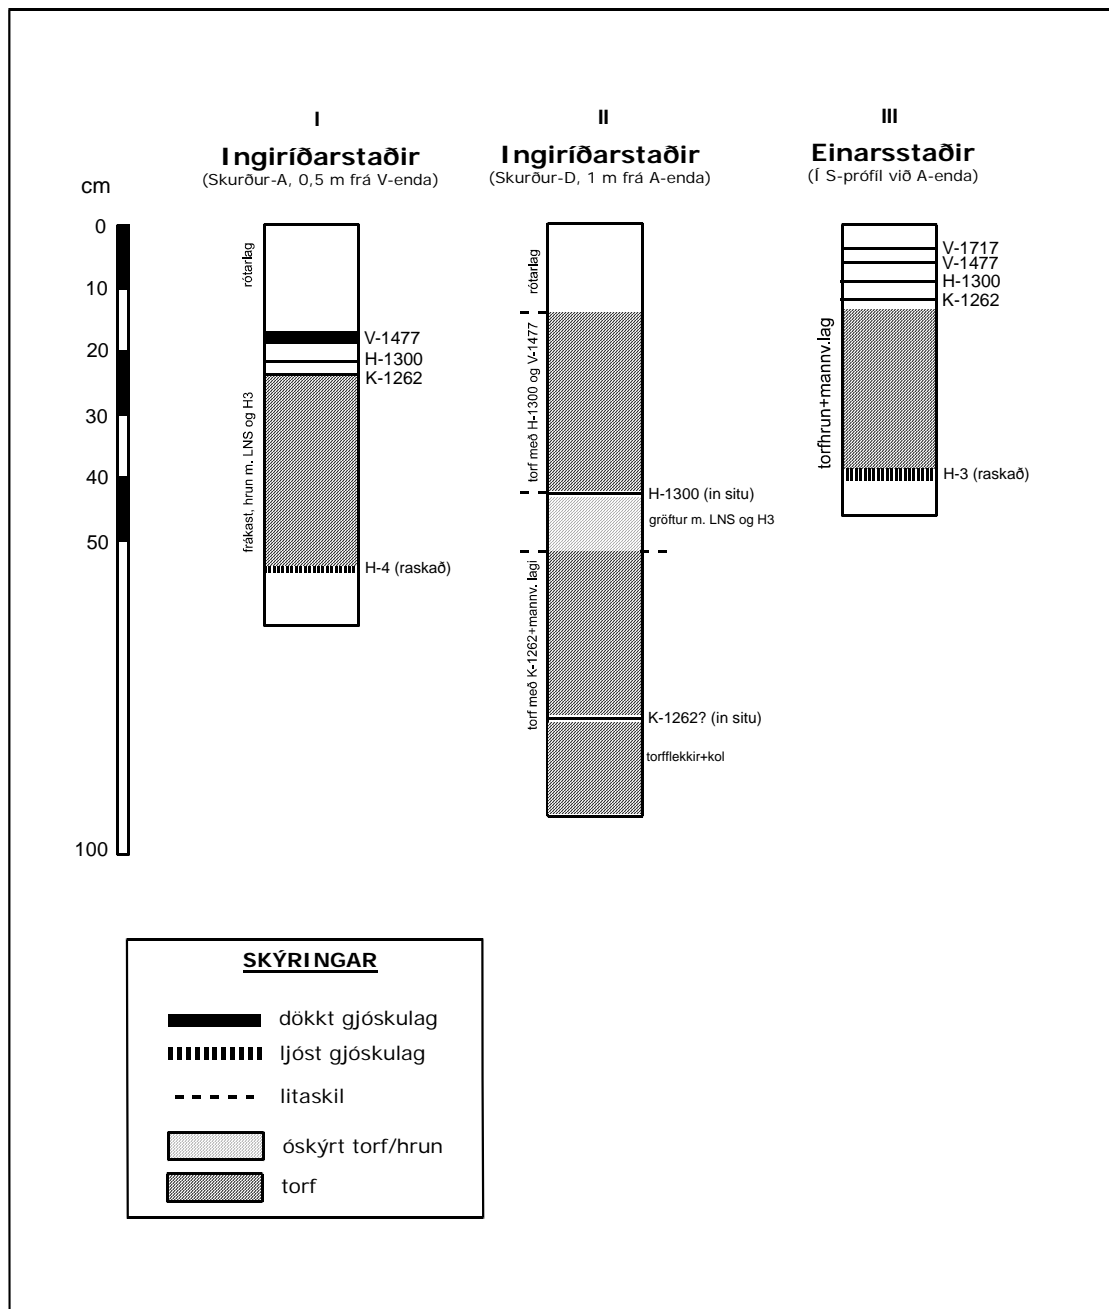 I
Ingiríðarstaðir
(Skurður-A, 0,5 m frá V-enda)
II
Ingiríðarstaðir
(Skurður-D, 1 m frá A-enda)
III
Einarsstaðir
(Í S-prófíl við A-enda)
cm
0
10
20
30
40
50
100
rótarlag
V-1477
H-1300
K-1262
frákast, hrun m. LNS og H3
H-4 (raskað)
rótarlag
torf með H-1300 og V-1477
H-1300 (in situ)
gröftur m. LNS og H3
torf með K-1262+mannv. lagi
K-1262? (in situ)
torfflekkir+kol
V-1717
V-1477
H-1300
K-1262
torfhrun+mannv.lag
H-3 (raskað)
SKÝRINGAR
dökkt gjóskulag
ljóst gjóskulag
litaskil
óskýrt torf/hrun
torf